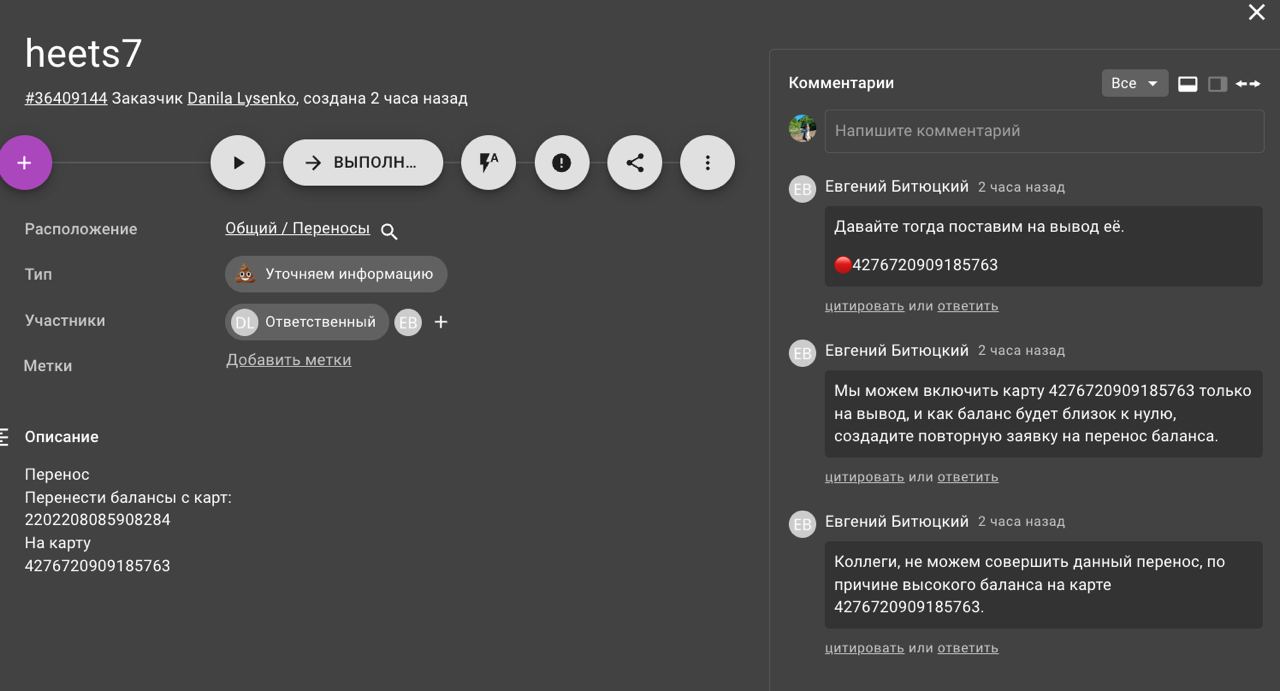 heets7
#36409144 Заказчик Danila Lysenko, создана 2 часа назад
ВЫПОЛН...
A
Расположение
Общий / Переносы
Тип
Уточняем информацию
Участники
DL Ответственный EB
Метки
Добавить метки
Описание
Перенос
Перенести балансы с карт:
2202208085908284
На карту
4276720909185763
Комментарии
Все
Напишите комментарий
EB
Евгений Битюцкий 2 часа назад
Давайте тогда поставим на вывод её.
4276720909185763
цитировать или ответить
EB
Евгений Битюцкий 2 часа назад
Мы можем включить карту 4276720909185763 только
на вывод, и как баланс будет близок к нулю,
создадите повторную заявку на перенос баланса.
цитировать или ответить
EB
Евгений Битюцкий 2 часа назад
Коллеги, не можем совершить данный перенос, по
причине высокого баланса на карте
4276720909185763.
цитировать или ответить